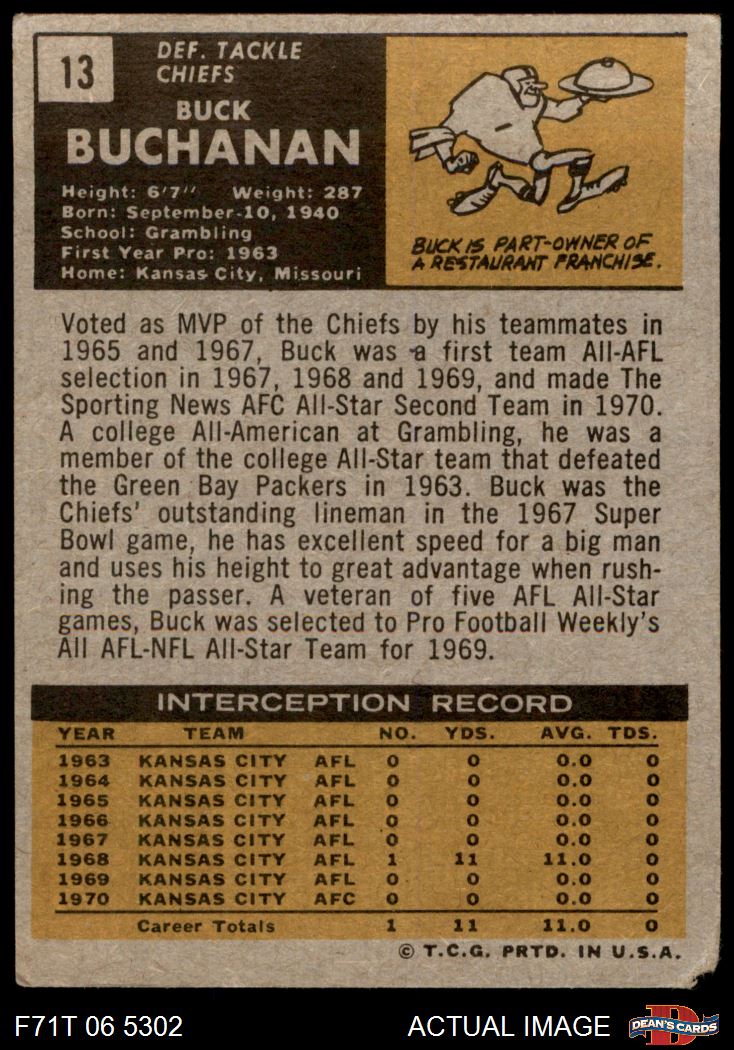 13
DEF. TACKLE
CHIEFS
BUCK
BUCHANAN
Height: 6'7" Weight: 287
Born: September 10, 1940
School: Grambling
First Year Pro: 1963
Home: Kansas City, Missouri
BUCK IS PART-OWNER OF
A RESTAURANT FRANCHISE.
Voted as MVP of the Chiefs by his teammates in
1965 and 1967, Buck was a first team All-AFL
selection in 1967, 1968 and 1969, and made The
Sporting News AFC All-Star Second Team in 1970.
A college All-American at Grambling, he was a
member of the college All-Star team that defeated
the Green Bay Packers in 1963. Buck was the
Chiefs' outstanding lineman in the 1967 Super
Bowl game, he has excellent speed for a big man
and uses his height to great advantage when rush-
ing the passer. A veteran of five AFL All-Star
games, Buck was selected to Pro Football Weekly's
All AFL-NFL All-Star Team for 1969.
INTERCEPTION RECORD
YEAR TEAM NO. YDS. AVG. TDS.
1963 KANSAS CITY AFL 0 0 0.0 0
1964 KANSAS CITY AFL 0 0 0.0 0
1965 KANSAS CITY AFL 0 0 0.0 0
1966 KANSAS CITY AFL 0 0 0.0 0
1967 KANSAS CITY AFL 0 0 0.0 0
1968 KANSAS CITY AFL 1 11 11.0 0
1969 KANSAS CITY AFL 0 0 0.0 0
1970 KANSAS CITY AFC 0 0 0.0 0
Career Totals 1 11 11.0 0
© T.C.G. PRTD. IN U.S.A.
F71T 06 5302 ACTUAL IMAGE D DEAN'S CARDS